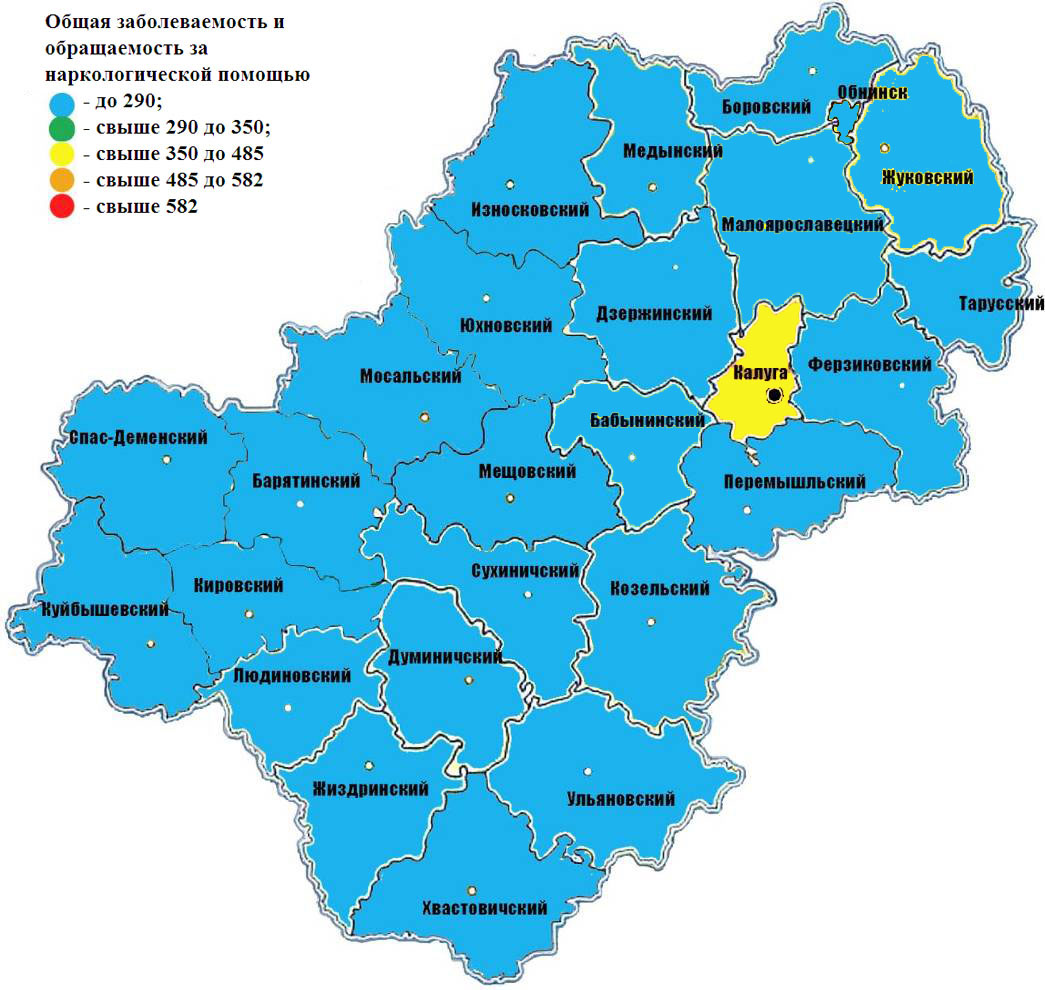 Общая заболеваемость и
обращаемость за
наркологической помощью
- до 290;
- свыше 290 до 350;
- свыше 350 до 485
- свыше 485 до 582
- свыше 582
Обнинск
Боровский
Медынский
Жуковский
Износковский
Малоярославецкий
Тарусский
Дзержинский
Юхновский
Ферзиковский
Калуга
Мосальский
Бабынинский
Спас-Деменский
Мещовский
Барятинский
Перемышльский
Сухиничский
Кировский
Козельский
Куйбышевский
Думиничский
Людиновский
Жиздринский
Ульяновский
Хвастовичский